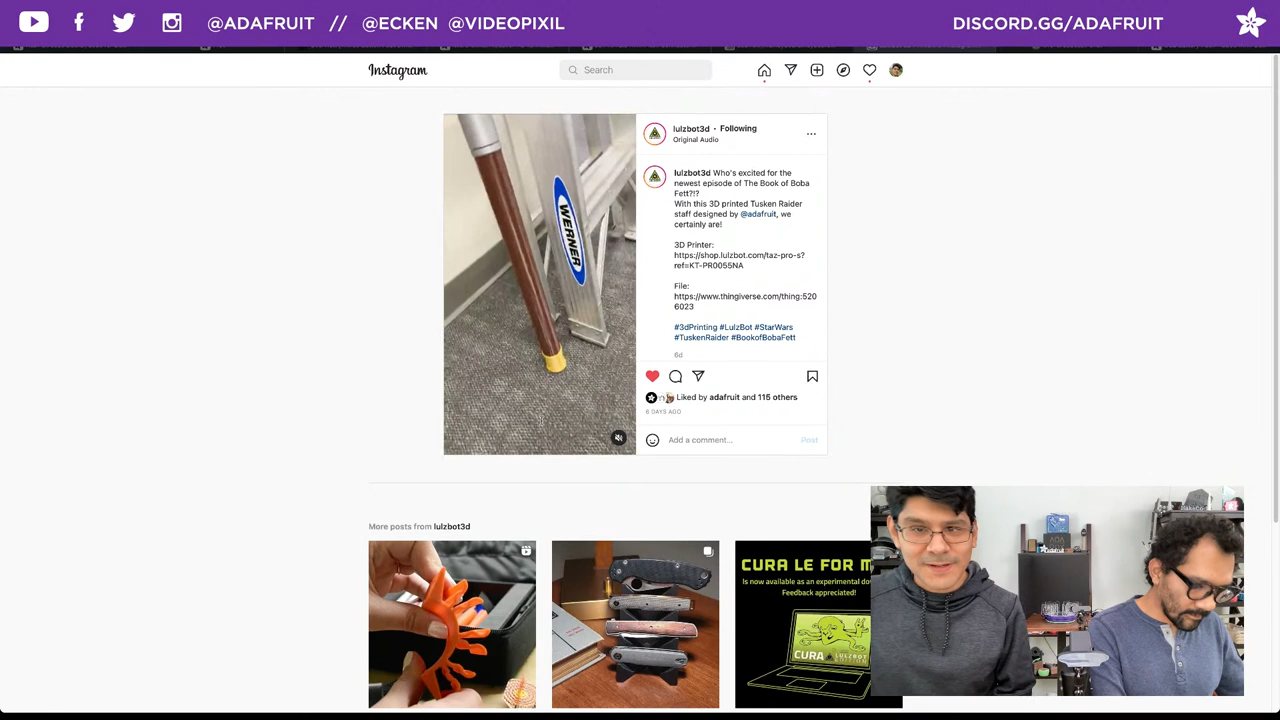 @ADAFRUIT // @ECKEN @VIDEOPIXIL
DISCORD.GG/ADAFRUIT
Instagram
Search
WERNER
lulzbot3d • Following
Original Audio
lulzbot3d Who's excited for the
newest episode of The Book of Boba
Fett?!?
With this 3D printed Tusken Raider
staff designed by @adafruit, we
certainly are!
3D Printer:
https://shop.lulzbot.com/taz-pro-s?
ref=KT-PR0055NA
File:
https://www.thingiverse.com/thing:520
6023
#3dPrinting #LulzBot #StarWars
#TuskenRaider #BookofBobaFett
6d
Liked by adafruit and 115 others
6 DAYS AGO
Add a comment...
Post
More posts from lulzbot3d
CURA LE FOR M
Is now available as an experimental do
Feedback appreciated!
CURA LULZBOT EDITION
ADA
adafruit